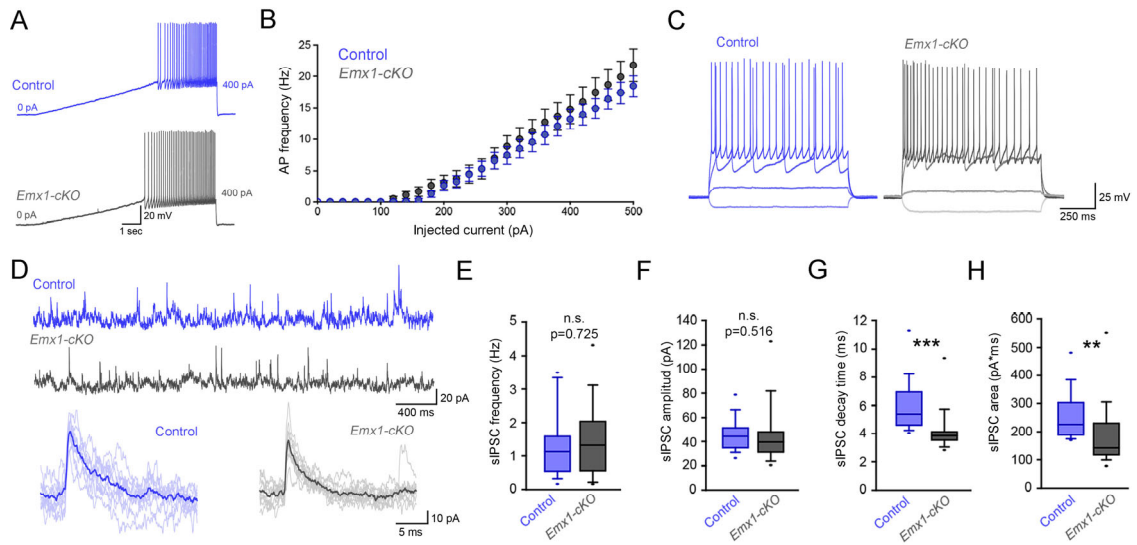 A
Control
0 pA
400 pA
Emx1-cKO
0 pA
400 pA
20 mV
1 sec
B
Control
Emx1-cKO
AP frequency (Hz)
25
20
15
10
5
0
0
100
200
300
400
500
Injected current (pA)
C
Control
Emx1-cKO
25 mV
250 ms
D
Control
Emx1-cKO
20 pA
400 ms
Control
Emx1-cKO
10 pA
5 ms
E
n.s.
p=0.725
sIPSC frequency (Hz)
5
4
3
2
1
0
Control
Emx1-cKO
F
n.s.
p=0.516
sIPSC amplitud (pA)
140
120
100
80
60
40
20
0
Control
Emx1-cKO
G
***
sIPSC decay time (ms)
12
10
8
6
4
2
0
Control
Emx1-cKO
H
**
sIPSC area (pA*ms)
600
500
400
300
200
100
0
Control
Emx1-cKO